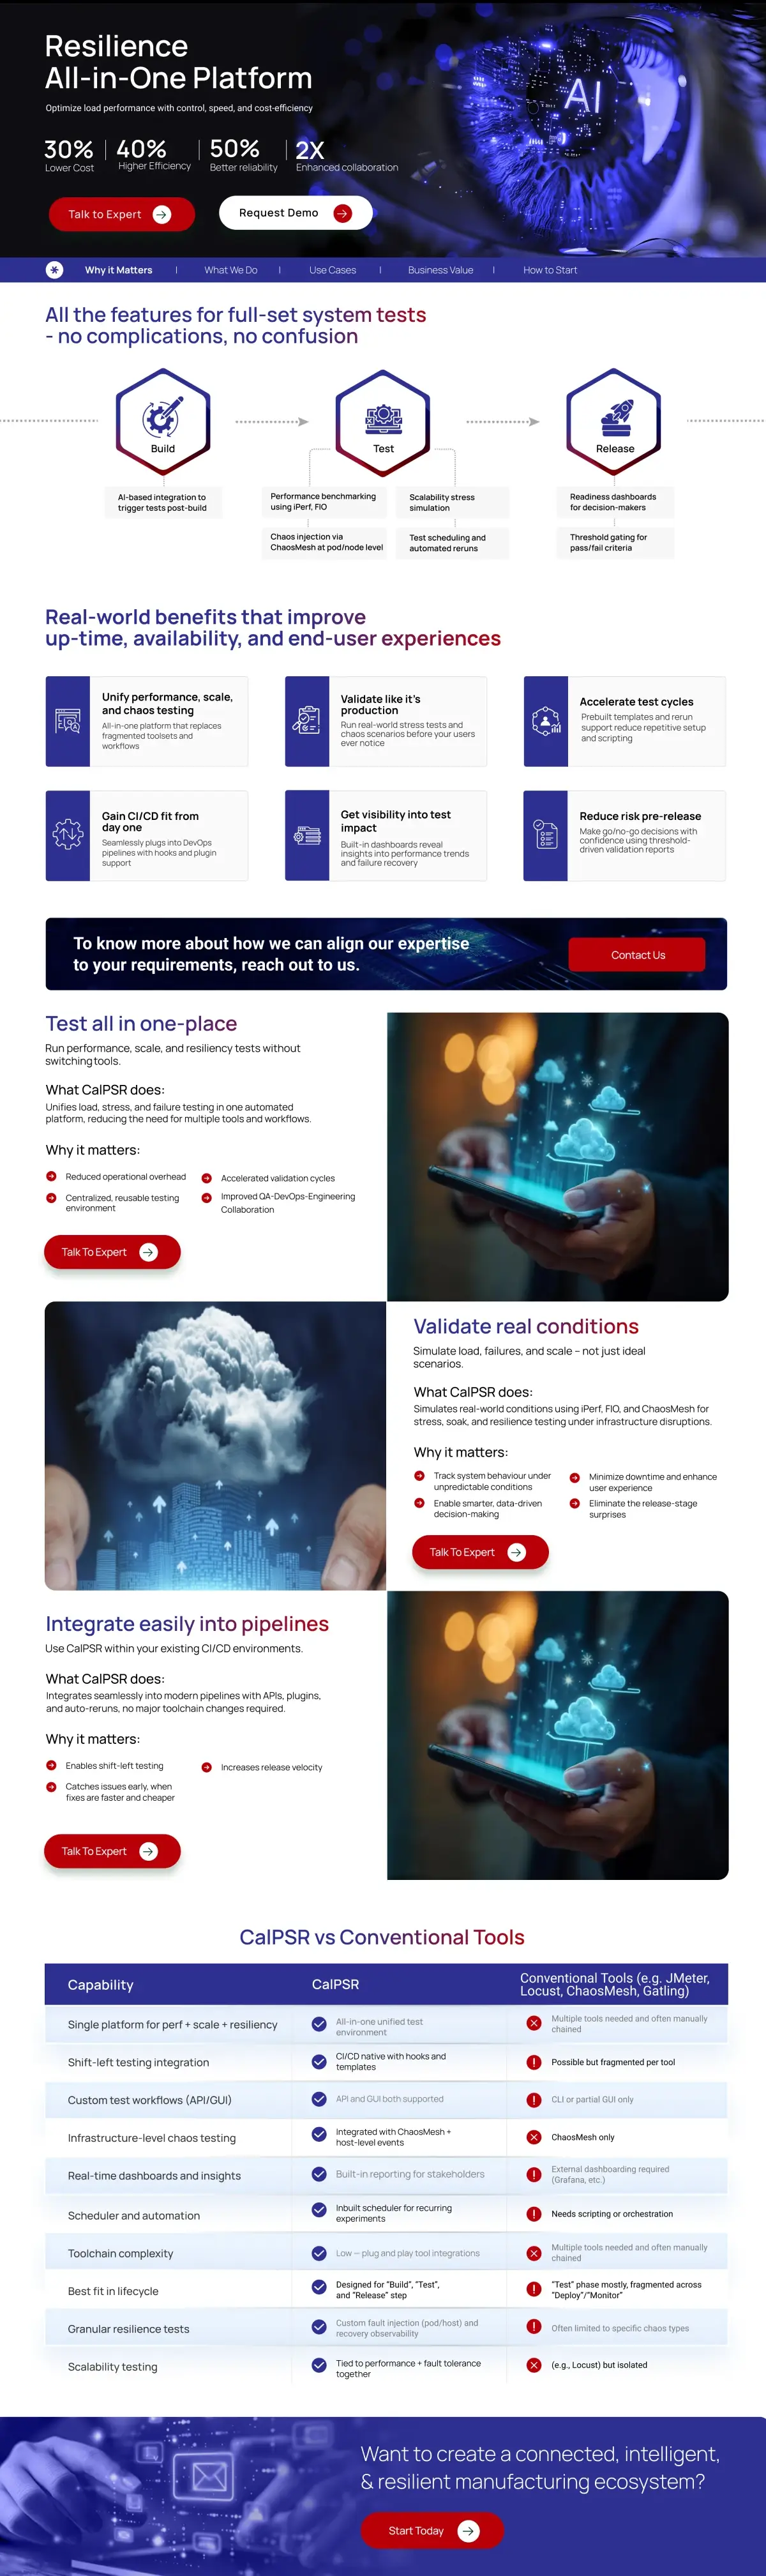 Resilience
All-in-One Platform
Optimize load performance with control, speed, and cost-efficiency
AI
30%
Lower Cost
40%
Higher Efficiency
50%
Better reliability
2X
Enhanced collaboration
Talk to Expert
Request Demo
Why it Matters | What We Do | Use Cases | Business Value | How to Start
All the features for full-set system tests
- no complications, no confusion
Build
Test
Release
AI-based integration to
trigger tests post-build
Performance benchmarking
using iPerf, FIO
Chaos injection via
ChaosMesh at pod/node level
Scalability stress
simulation
Test scheduling and
automated reruns
Readiness dashboards
for decision-makers
Threshold gating for
pass/fail criteria
Real-world benefits that improve
up-time, availability, and end-user experiences
Unify performance, scale,
and chaos testing
All-in-one platform that replaces
fragmented toolsets and
workflows
Validate like it's
production
Run real-world stress tests and
chaos scenarios before your users
ever notice
Accelerate test cycles
Prebuilt templates and rerun
support reduce repetitive setup
and scripting
Gain CI/CD fit from
day one
Seamlessly plugs into DevOps
pipelines with hooks and plugin
support
Get visibility into test
impact
Built-in dashboards reveal
insights into performance trends
and failure recovery
Reduce risk pre-release
Make go/no-go decisions with
confidence using threshold-
driven validation reports
To know more about how we can align our expertise
to your requirements, reach out to us.
Contact Us
Test all in one-place
Run performance, scale, and resiliency tests without
switching tools.
What CalPSR does:
Unifies load, stress, and failure testing in one automated
platform, reducing the need for multiple tools and workflows.
Why it matters:
Reduced operational overhead
Accelerated validation cycles
Centralized, reusable testing
environment
Improved QA-DevOps-Engineering
Collaboration
Talk To Expert
Validate real conditions
Simulate load, failures, and scale – not just ideal
scenarios.
What CalPSR does:
Simulates real-world conditions using iPerf, FIO, and ChaosMesh for
stress, soak, and resilience testing under infrastructure disruptions.
Why it matters:
Track system behaviour under
unpredictable conditions
Minimize downtime and enhance
user experience
Enable smarter, data-driven
decision-making
Eliminate the release-stage
surprises
Talk To Expert
Integrate easily into pipelines
Use CalPSR within your existing CI/CD environments.
What CalPSR does:
Integrates seamlessly into modern pipelines with APIs, plugins,
and auto-reruns, no major toolchain changes required.
Why it matters:
Enables shift-left testing
Increases release velocity
Catches issues early, when
fixes are faster and cheaper
Talk To Expert
CalPSR vs Conventional Tools
Capability
CalPSR
Conventional Tools (e.g. JMeter,
Locust, ChaosMesh, Gatling)
Single platform for perf + scale + resiliency
All-in-one unified test
environment
Multiple tools needed and often manually
chained
Shift-left testing integration
CI/CD native with hooks and
templates
Possible but fragmented per tool
Custom test workflows (API/GUI)
API and GUI both supported
CLI or partial GUI only
Infrastructure-level chaos testing
Integrated with ChaosMesh +
host-level events
ChaosMesh only
Real-time dashboards and insights
Built-in reporting for stakeholders
External dashboarding required
(Grafana, etc.)
Scheduler and automation
Inbuilt scheduler for recurring
experiments
Needs scripting or orchestration
Toolchain complexity
Low — plug and play tool integrations
Multiple tools needed and often manually
chained
Best fit in lifecycle
Designed for "Build", "Test",
and "Release" step
"Test" phase mostly, fragmented across
"Deploy"/"Monitor"
Granular resilience tests
Custom fault injection (pod/host) and
recovery observability
Often limited to specific chaos types
Scalability testing
Tied to performance + fault tolerance
together
(e.g., Locust) but isolated
Want to create a connected, intelligent,
& resilient manufacturing ecosystem?
Start Today